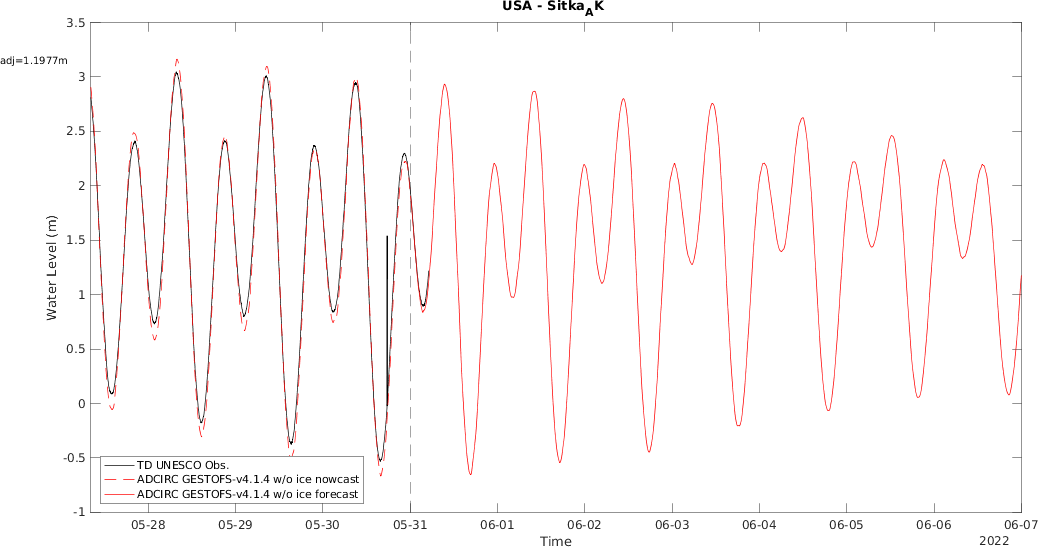 USA - Sitka_AK
adj=1.1977m
3.5
3
2.5
2
1.5
1
0.5
0
-0.5
-1
Water Level (m)
TD UNESCO Obs.
ADCIRC GESTOFS-v4.1.4 w/o ice nowcast
ADCIRC GESTOFS-v4.1.4 w/o ice forecast
05-28 05-29 05-30 05-31 06-01 06-02 06-03 06-04 06-05 06-06 06-07
Time
2022